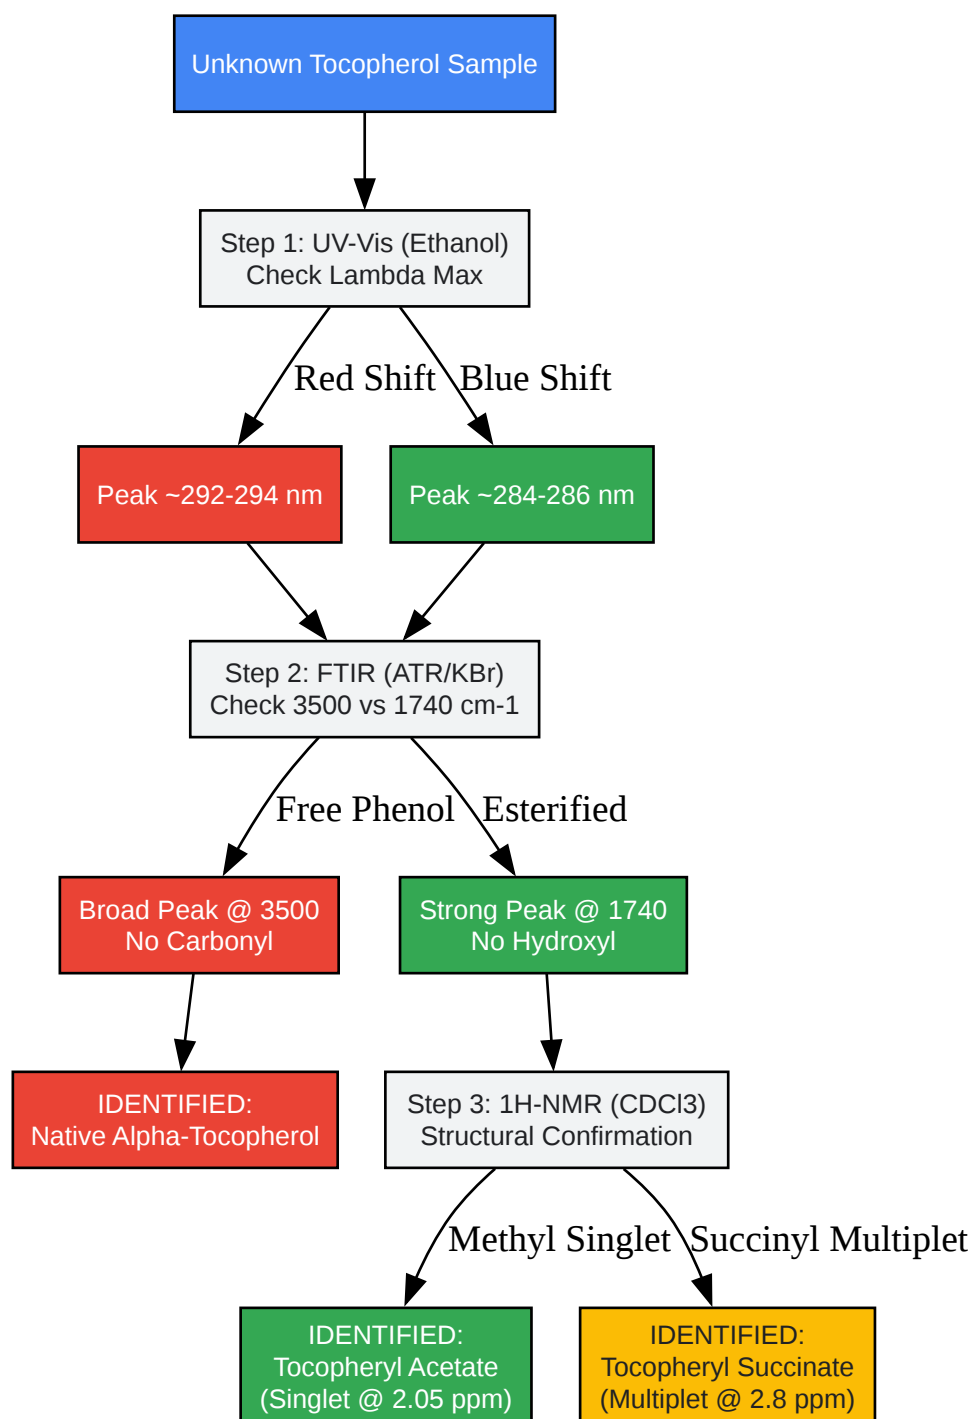 Unknown Tocopherol Sample
Step 1: UV-Vis (Ethanol)
Check Lambda Max
Red Shift
Blue Shift
Peak ~292-294 nm
Peak ~284-286 nm
Step 2: FTIR (ATR/KBr)
Check 3500 vs 1740 cm-1
Free Phenol
Esterified
Broad Peak @ 3500
No Carbonyl
Strong Peak @ 1740
No Hydroxyl
IDENTIFIED:
Native Alpha-Tocopherol
Step 3: 1H-NMR (CDCl3)
Structural Confirmation
Methyl Singlet
Succinyl Multiplet
IDENTIFIED:
Tocopheryl Acetate
(Singlet @ 2.05 ppm)
IDENTIFIED:
Tocopheryl Succinate
(Multiplet @ 2.8 ppm)